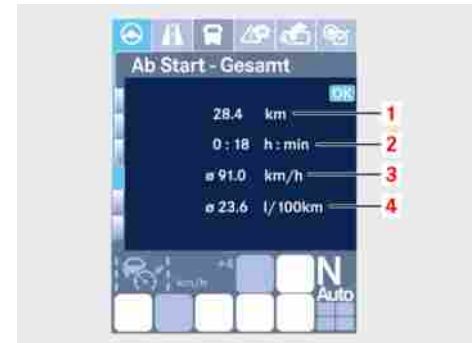 Ab Start - Gesamt
OK
28.4 km 1
0 : 18 h : min 2
ø 91.0 km/h 3
ø 23.6 l/100km 4
km/h
N
Auto